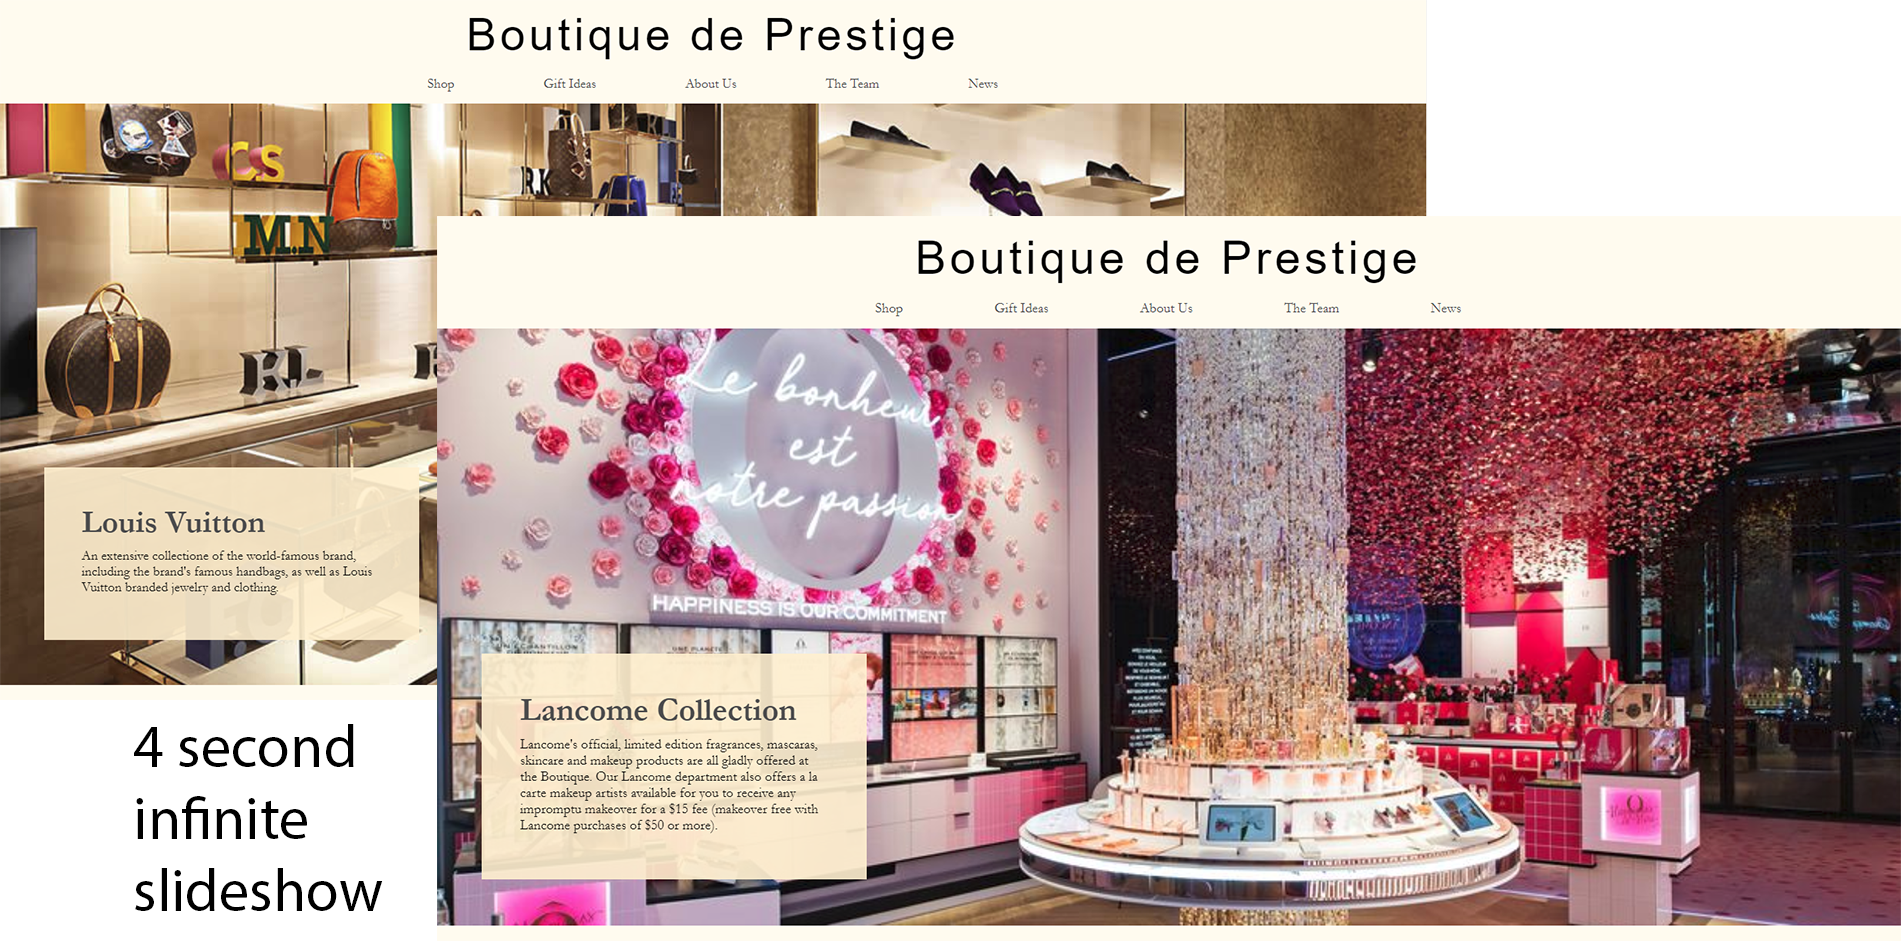 Boutique de Prestige
Shop Gift Ideas About Us The Team News
CS
RK
M.N
RL
Louis Vuitton
An extensive collectione of the world-famous brand,
including the brand's famous handbags, as well as Louis
Vuitton branded jewelry and clothing.
4 second
infinite
slideshow
Boutique de Prestige
Shop Gift Ideas About Us The Team News
Le bonheur
est
notre passion
HAPPINESS IS OUR COMMITMENT
Lancome Collection
Lancome's official, limited edition fragrances, mascaras,
skincare and makeup products are all gladly offered at
the Boutique. Our Lancome department also offers a la
carte makeup artists available for you to receive any
impromptu makeover for a $15 fee (makeover free with
Lancome purchases of $50 or more).